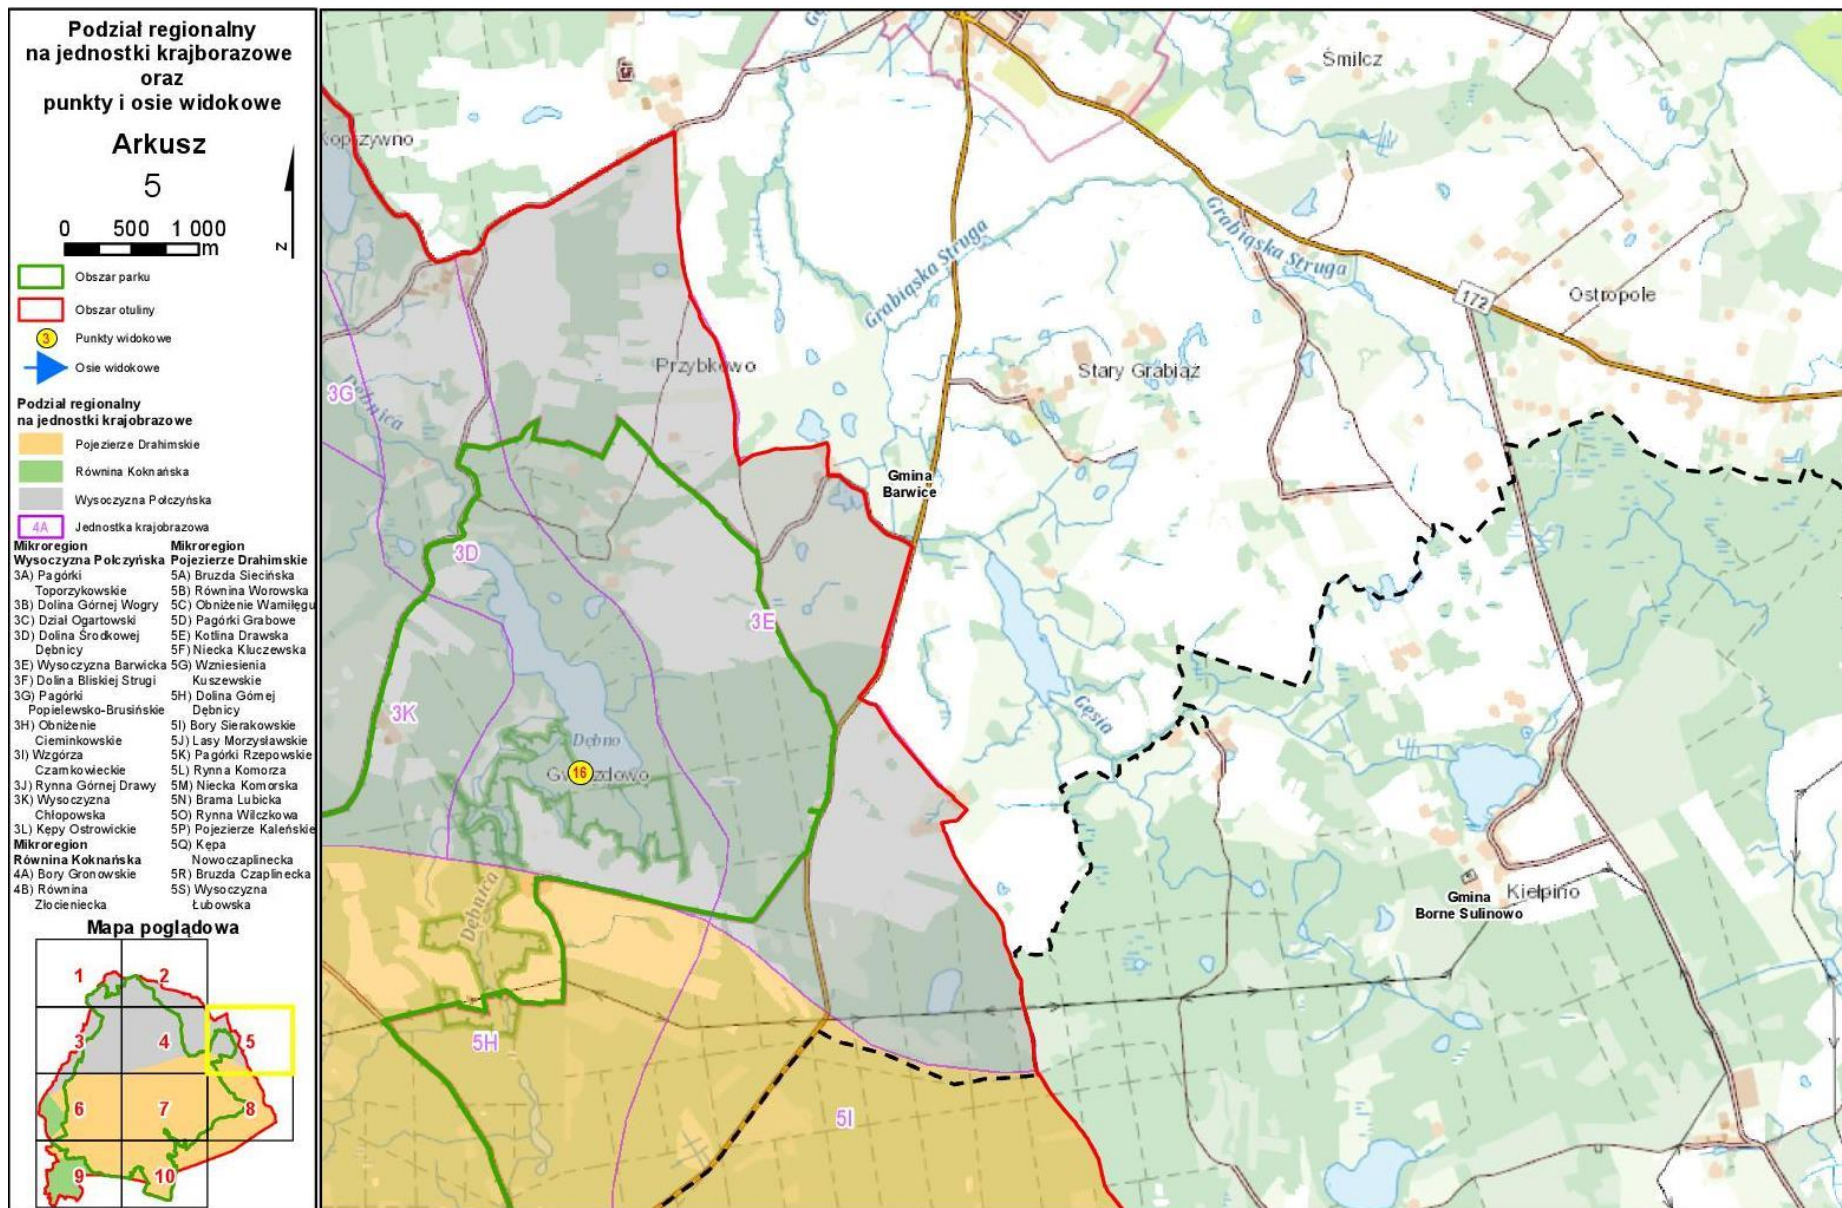 Podział regionalny
na jednostki krajborazowe
oraz
punkty i osie widokowe
Arkusz
5
0 500 1 000
m
N
Obszar parku
Obszar otuliny
3 Punkty widokowe
Osie widokowe
Podział regionalny
na jednostki krajobrazowe
Pojezierze Drahimskie
Równina Koknańska
Wysoczyzna Połczyńska
4A Jednostka krajobrazowa
Mikroregion
Wysoczyzna Połczyńska
3A) Pagórki
Toporzykowskie
3B) Dolina Górnej Wogry
3C) Dział Ogartowski
3D) Dolina Środkowej
Dębnicy
3E) Wysoczyzna Barwicka
3F) Dolina Bliskiej Strugi
3G) Pagórki
Popielewsko-Brusińskie
3H) Obniżenie
Cieminkowskie
3I) Wzgórza
Czarnkowieckie
3J) Rynna Górnej Drawy
3K) Wysoczyzna
Chłopowska
3L) Kępy Ostrowickie
Mikroregion
Równina Koknańska
4A) Bory Gronowskie
4B) Równina
Złocieniecka
Mikroregion
Pojezierze Drahimskie
5A) Bruzda Siecińska
5B) Równina Worowska
5C) Obniżenie Warnilęgu
5D) Pagórki Grabowe
5E) Kotlina Drawska
5F) Niecka Kluczewska
5G) Wzniesienia
Kuszewskie
5H) Dolina Górnej
Dębnicy
5I) Bory Sierakowskie
5J) Lasy Morzysławskie
5K) Pagórki Rzepowskie
5L) Rynna Komorza
5M) Niecka Komorska
5N) Brama Lubicka
5O) Rynna Wilczkowa
5P) Pojezierze Kaleńskie
5Q) Kępa
Nowoczaplinecka
5R) Bruzda Czaplinecka
5S) Wysoczyzna
Łubowska
Mapa poglądowa
1 2
3 4 5
6 7 8
9 10
Śmilcz
Kopszywno
Grabiąska Struga
Grabiąska Struga
172
Ostropole
Przybkowo
Stary Grabiąż
3G
Dębnica
Gmina
Barwice
3D
3E
3K
Gęsia
Dębno
16
Gwiazdowo
Dębnica
Gmina
Borne Sulinowo
Kiełpino
5H
5I